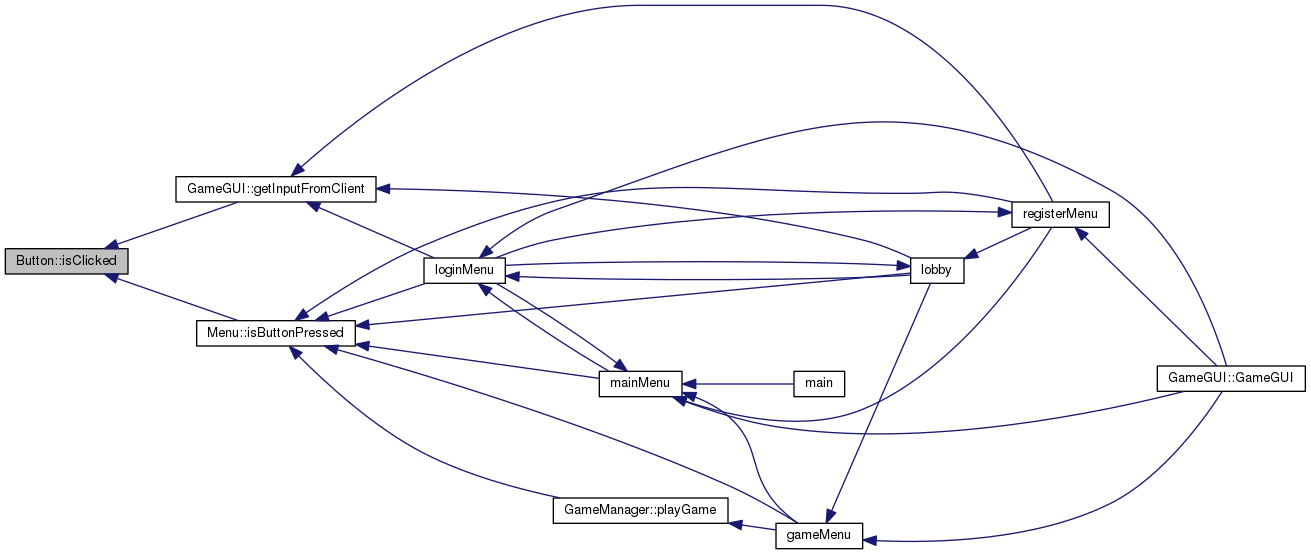 GameGUI::getInputFromClient
registerMenu
Button::isClicked
loginMenu
lobby
Menu::isButtonPressed
mainMenu
main
GameGUI::GameGUI
GameManager::playGame
gameMenu